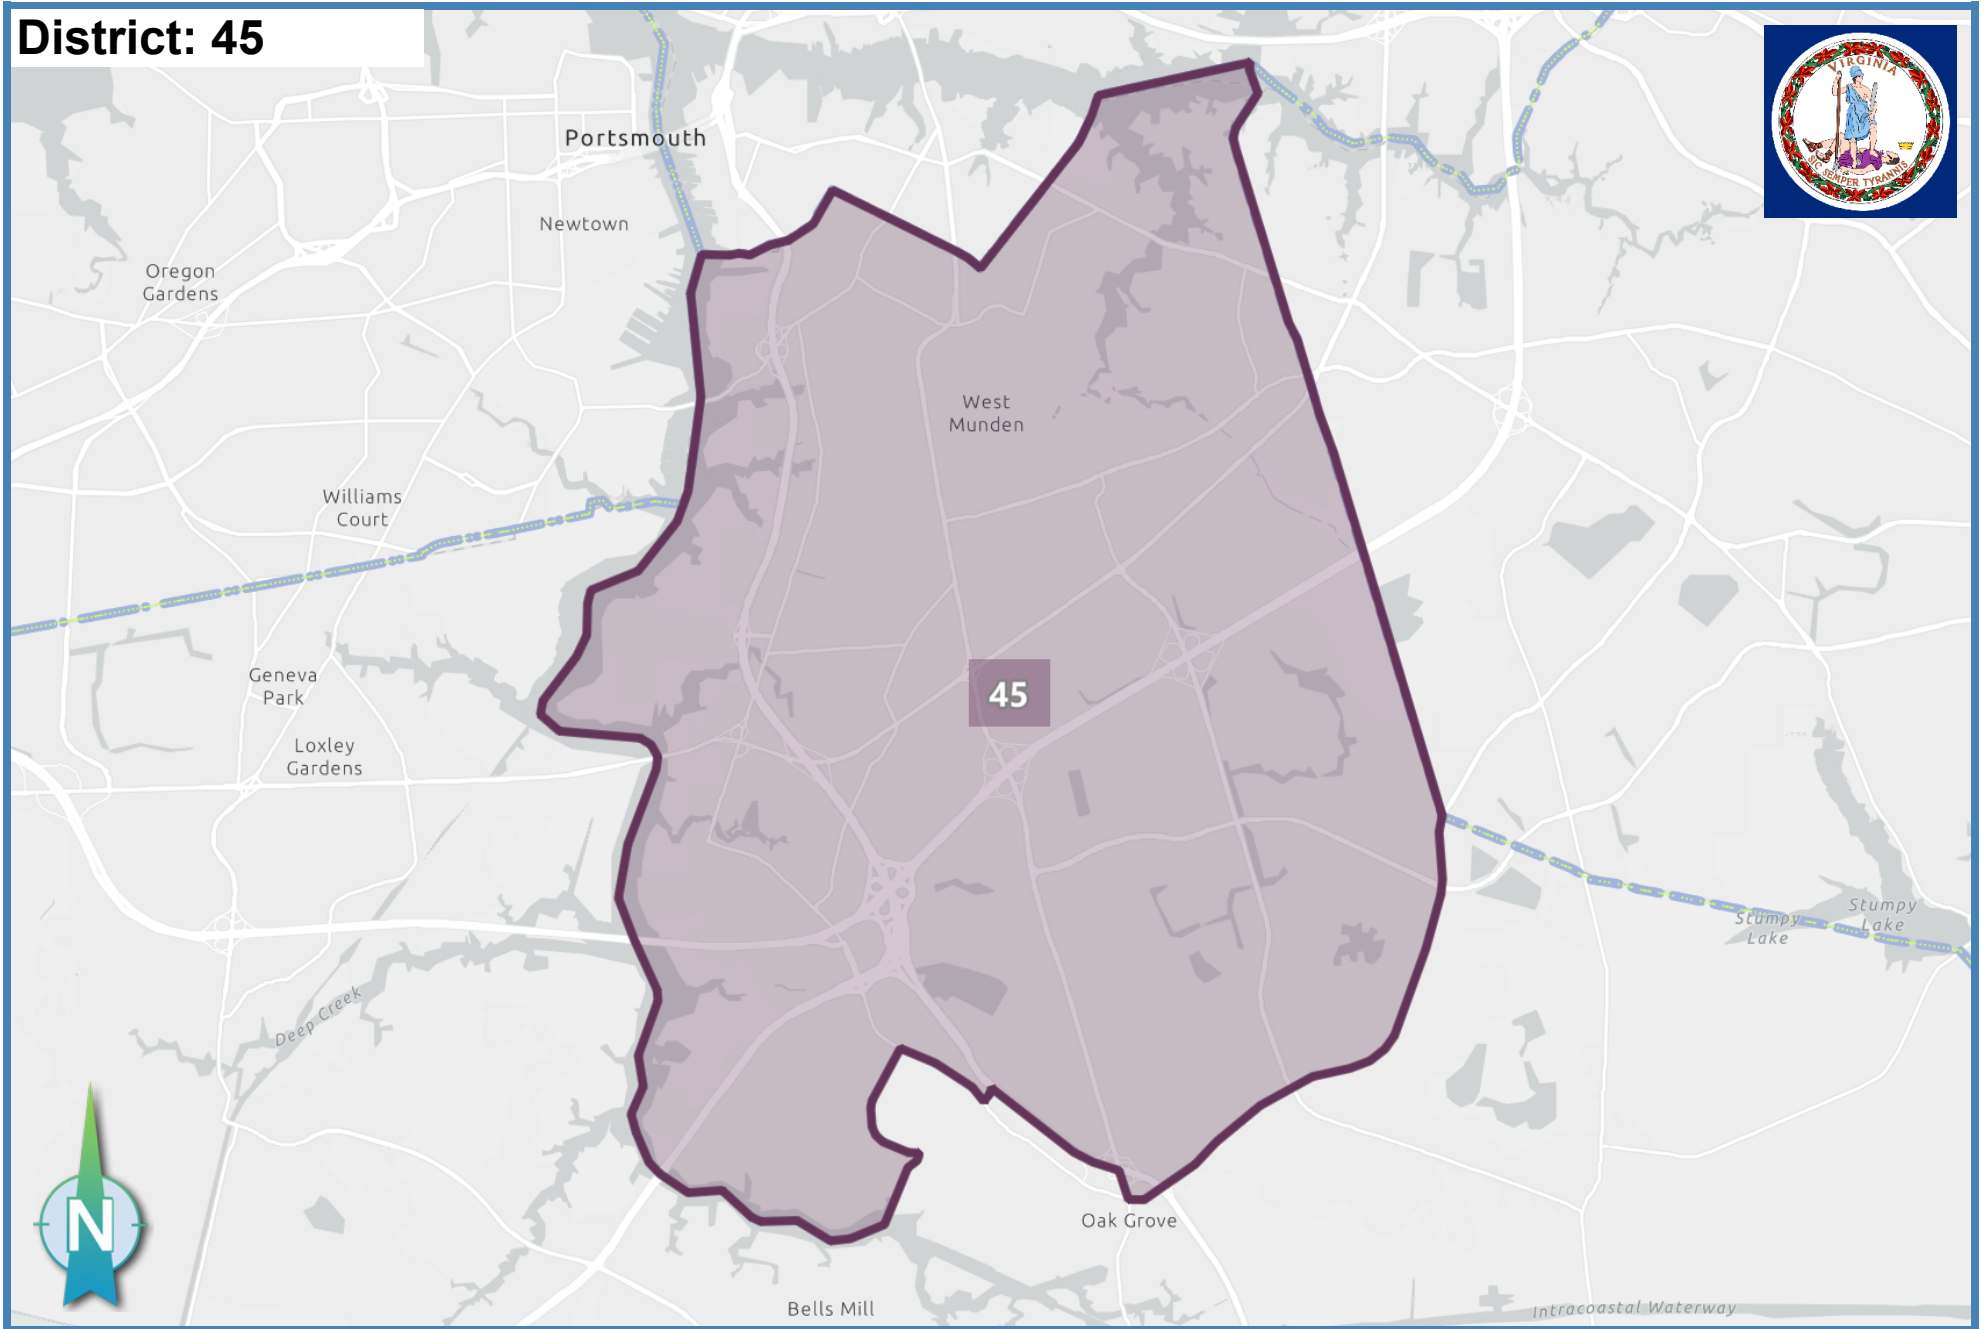 District: 45
VIRGINIA
SIC SEMPER TYRANNIS
Portsmouth
Newtown
Oregon
Gardens
West
Munden
Williams
Court
Geneva
Park
45
Loxley
Gardens
Stumpy
Lake
Stumpy
Lake
Deep Creek
N
Oak Grove
Bells Mill
Intracoastal Waterway